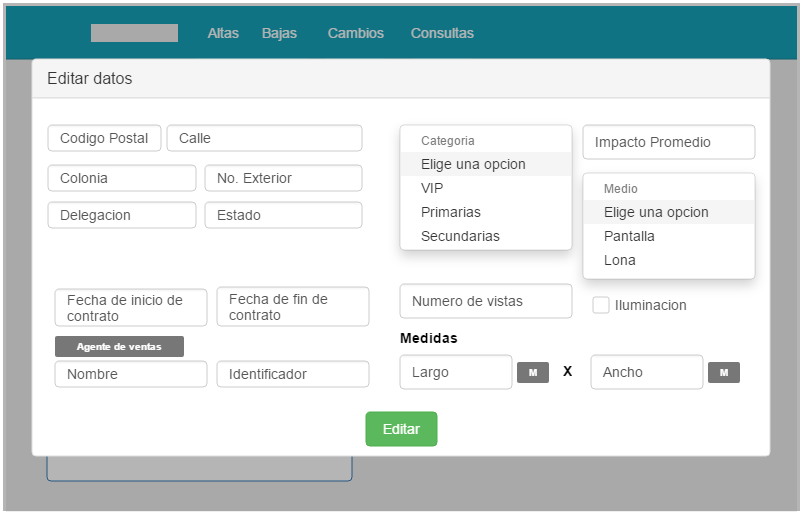 Altas Bajas Cambios Consultas
Editar datos
Codigo Postal Calle
Colonia No. Exterior
Delegacion Estado
Categoria
Elige una opcion
VIP
Primarias
Secundarias
Impacto Promedio
Medio
Elige una opcion
Pantalla
Lona
Fecha de inicio de
contrato
Fecha de fin de
contrato
Agente de ventas
Nombre Identificador
Numero de vistas
Iluminacion
Medidas
Largo M X Ancho M
Editar